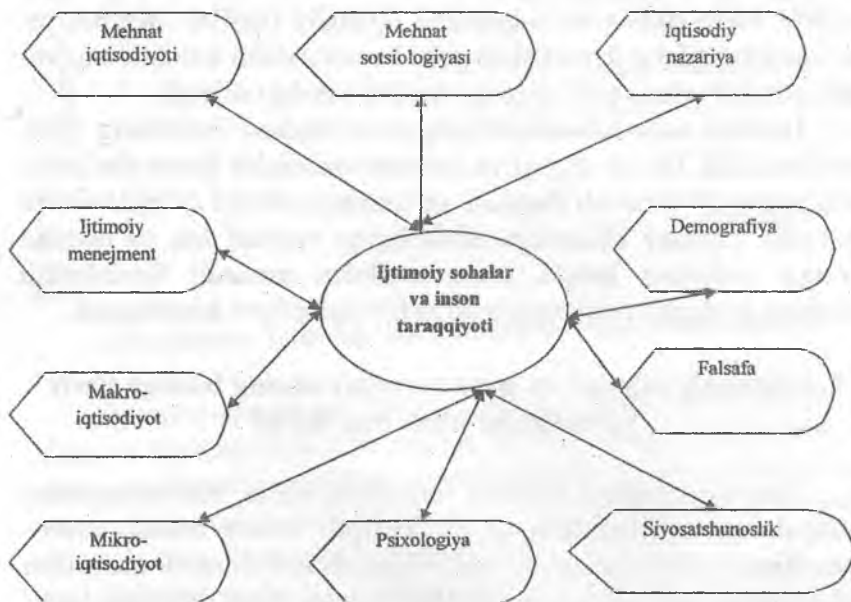 Mehnat
iqtisodiyoti
Mehnat
sotsiologiyasi
Iqtisodiy
nazariya
Ijtimoiy
menejment
Demografiya
Ijtimoiy sohalar
va inson
taraqqiyoti
Makro-
iqtisodiyot
Falsafa
Mikro-
iqtisodiyot
Psixologiya
Siyosatshunoslik